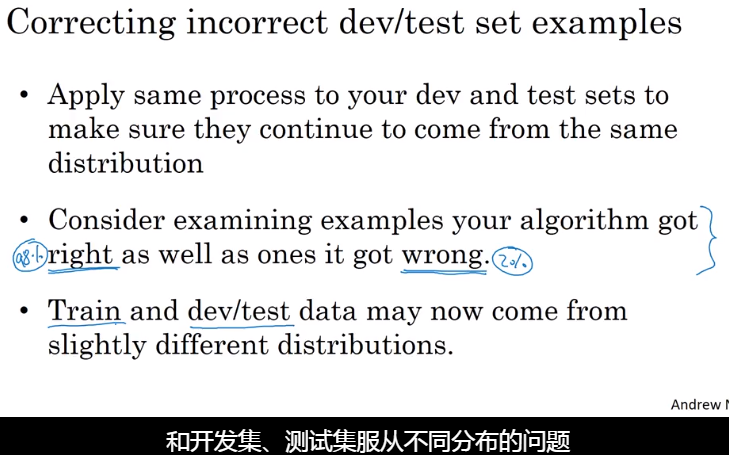 Correcting incorrect dev/test set examples
• Apply same process to your dev and test sets to
make sure they continue to come from the same
distribution
• Consider examining examples your algorithm got
98% right as well as ones it got wrong. 2%
• Train and dev/test data may now come from
slightly different distributions.
Andrew N
和开发集、测试集服从不同分布的问题